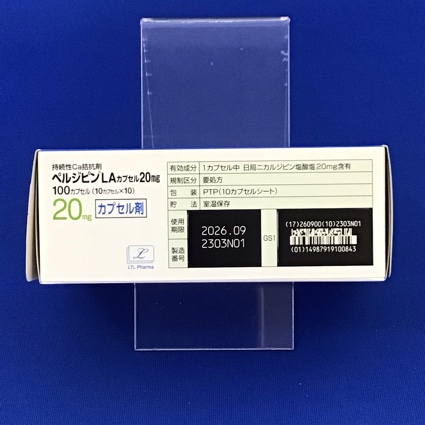 持続性Ca拮抗剤
ペルジピンLAカプセル20mg
100カプセル(10カプセル×10)
20mg カプセル剤
LTL Pharma
有効成分 1カプセル中 日局ニカルジピン塩酸塩20mg含有
規制区分 要処方
包装 PTP(10カプセルシート)
貯法 室温保存
使用期限 2026.09
製造番号 2303N01
GS1
(17)260900(10)2303N01
(01)14987919100843